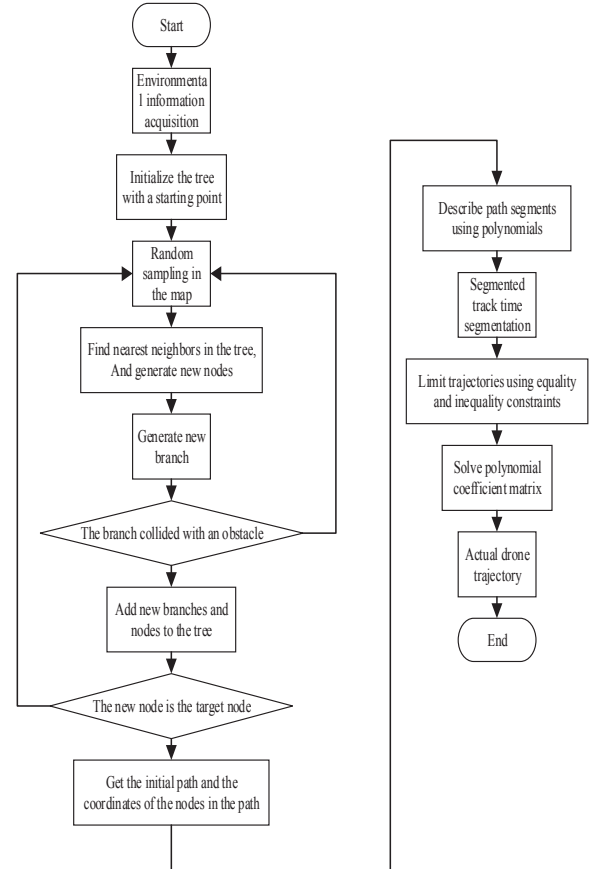 Start
Environmenta
l information
acquisition
Initialize the tree
with a starting point
Random
sampling in
the map
Find nearest neighbors in the tree,
And generate new nodes
Generate new
branch
The branch collided with an obstacle
Add new branches and
nodes to the tree
The new node is the target node
Get the initial path and the
coordinates of the nodes in the path
Describe path segments
using polynomials
Segmented
track time
segmentation
Limit trajectories using equality
and inequality constraints
Solve polynomial
coefficient matrix
Actual drone
trajectory
End